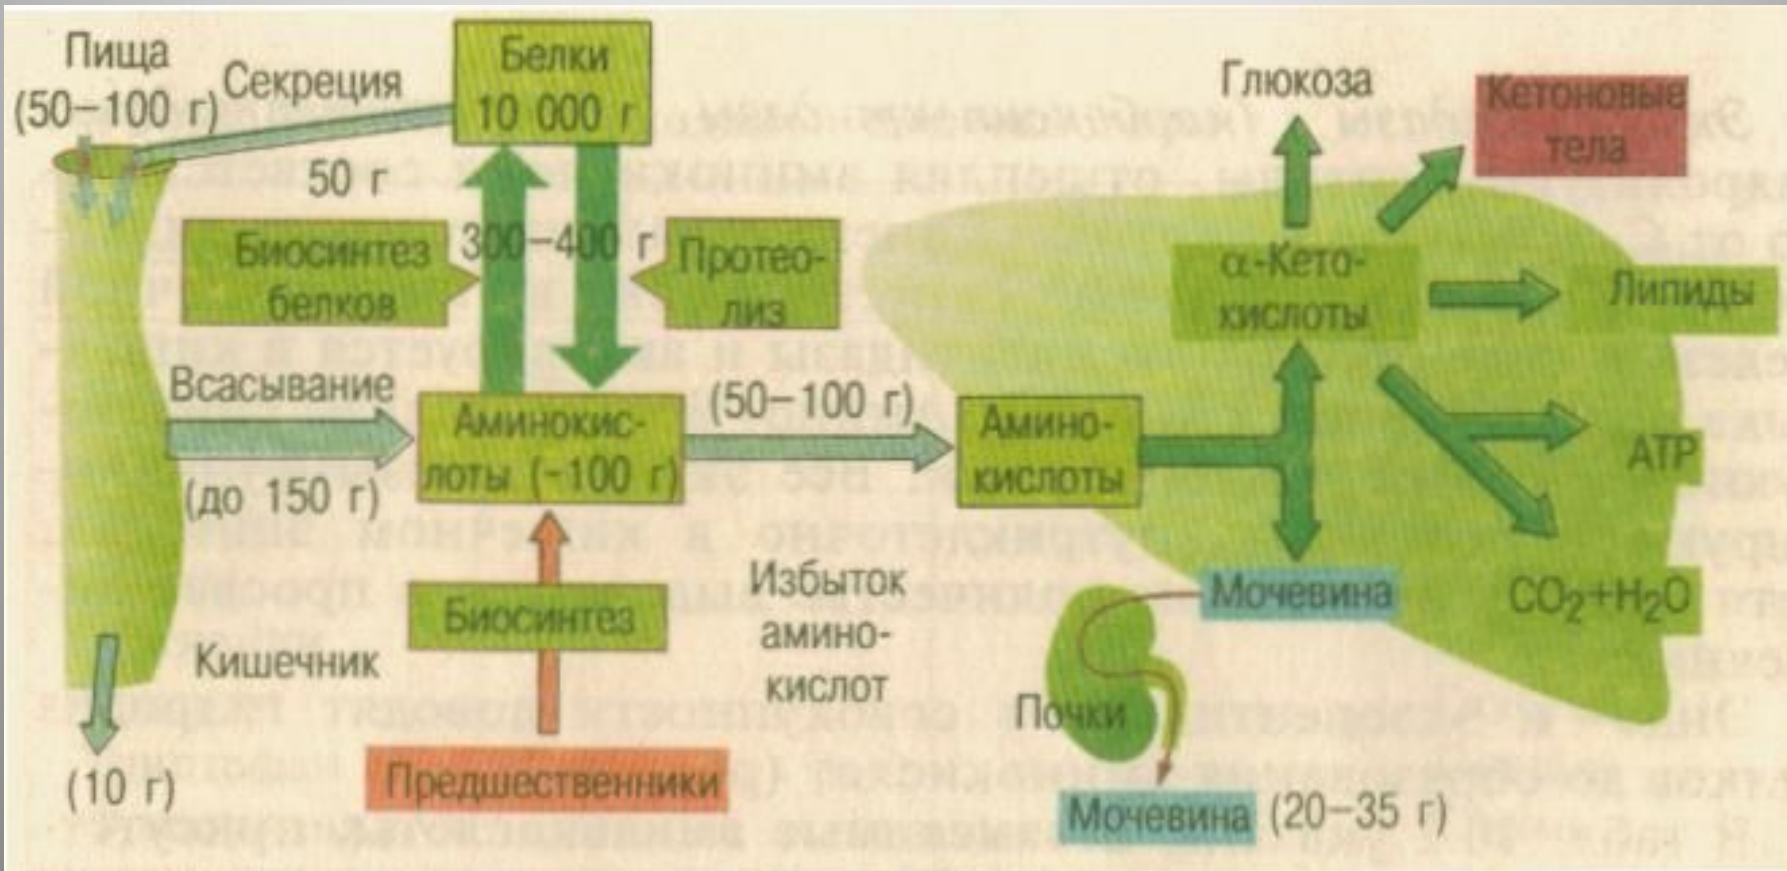 Пища
(50–100 г)
Секреция
50 г
Белки
10 000 г
Биосинтез
белков
300–400 г
Протео-
лиз
Всасывание
(до 150 г)
Аминокис-
лоты (~100 г)
(50–100 г)
Амино-
кислоты
Биосинтез
Предшественники
Кишечник
(10 г)
Избыток
амино-
кислот
Глюкоза
Кетоновые
тела
α-Кето-
кислоты
Липиды
АТР
CO₂+H₂O
Мочевина
Почки
Мочевина (20–35 г)